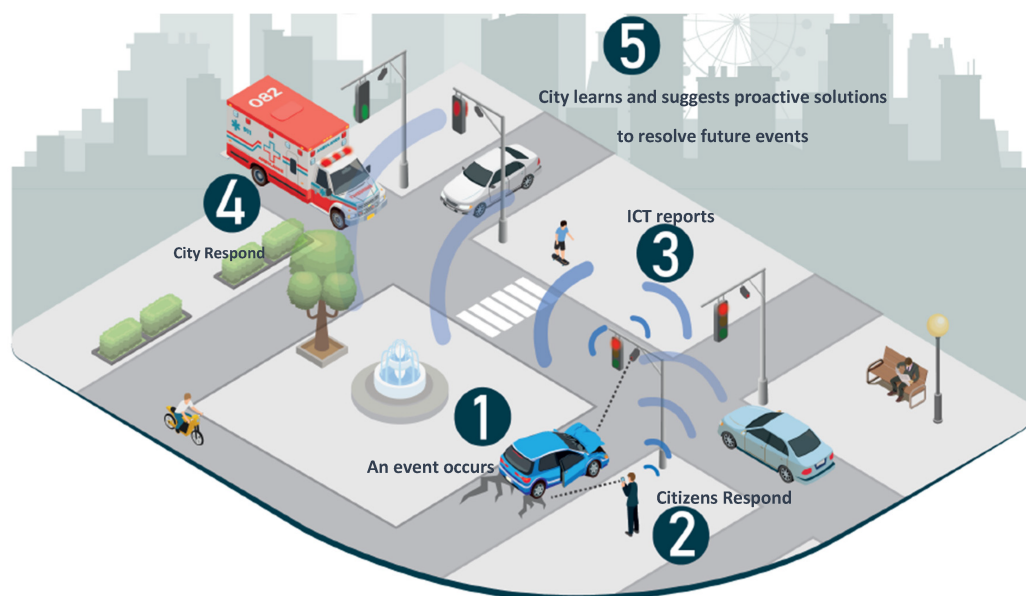 5
City learns and suggests proactive solutions
to resolve future events
082
4
City Respond
ICT reports
3
1
An event occurs
Citizens Respond
2